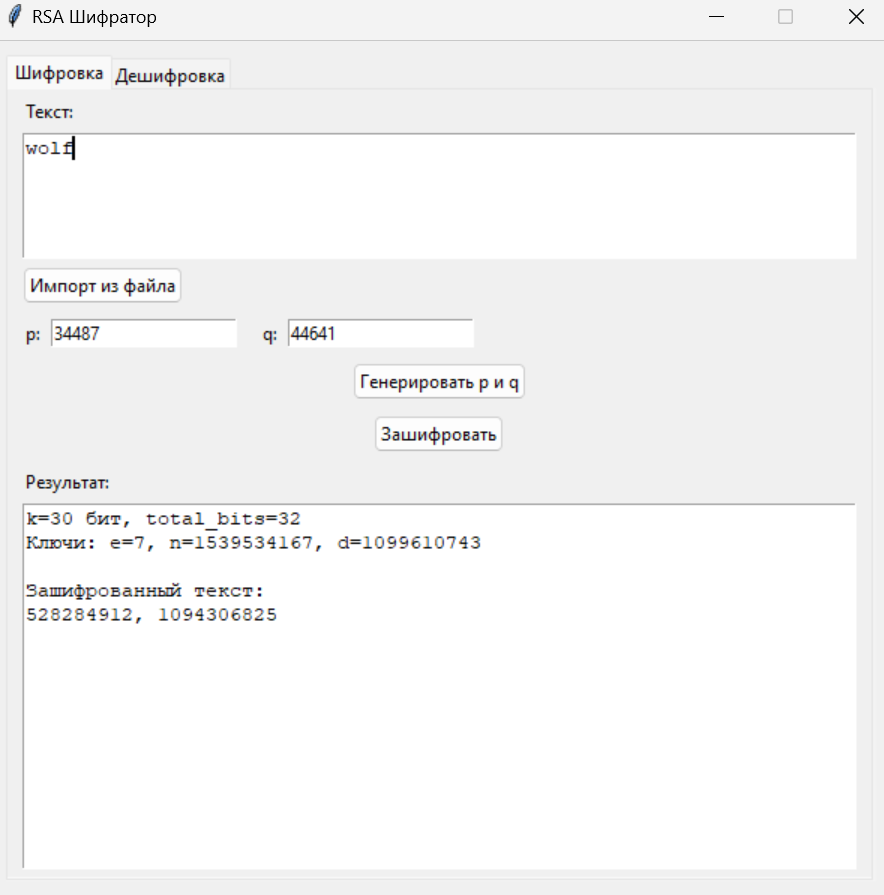 RSA Шифратор
Шифровка Дешифровка
Текст:
wolf
Импорт из файла
p: 34487 q: 44641
Генерировать p и q
Зашифровать
Результат:
k=30 бит, total_bits=32
Ключи: e=7, n=1539534167, d=1099610743
Зашифрованный текст:
528284912, 1094306825